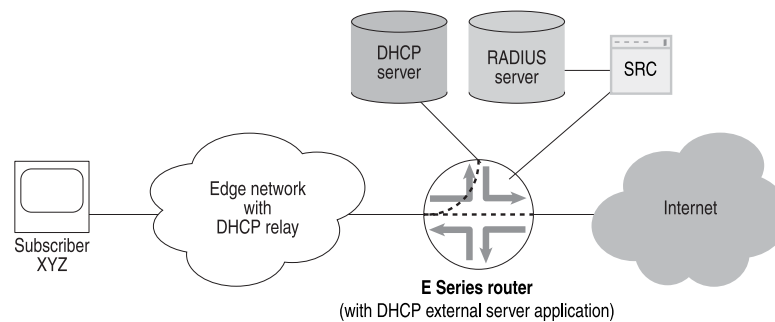 DHCP
server
RADIUS
server
SRC
Edge network
with
DHCP relay
Internet
Subscriber
XYZ
E Series router
(with DHCP external server application)